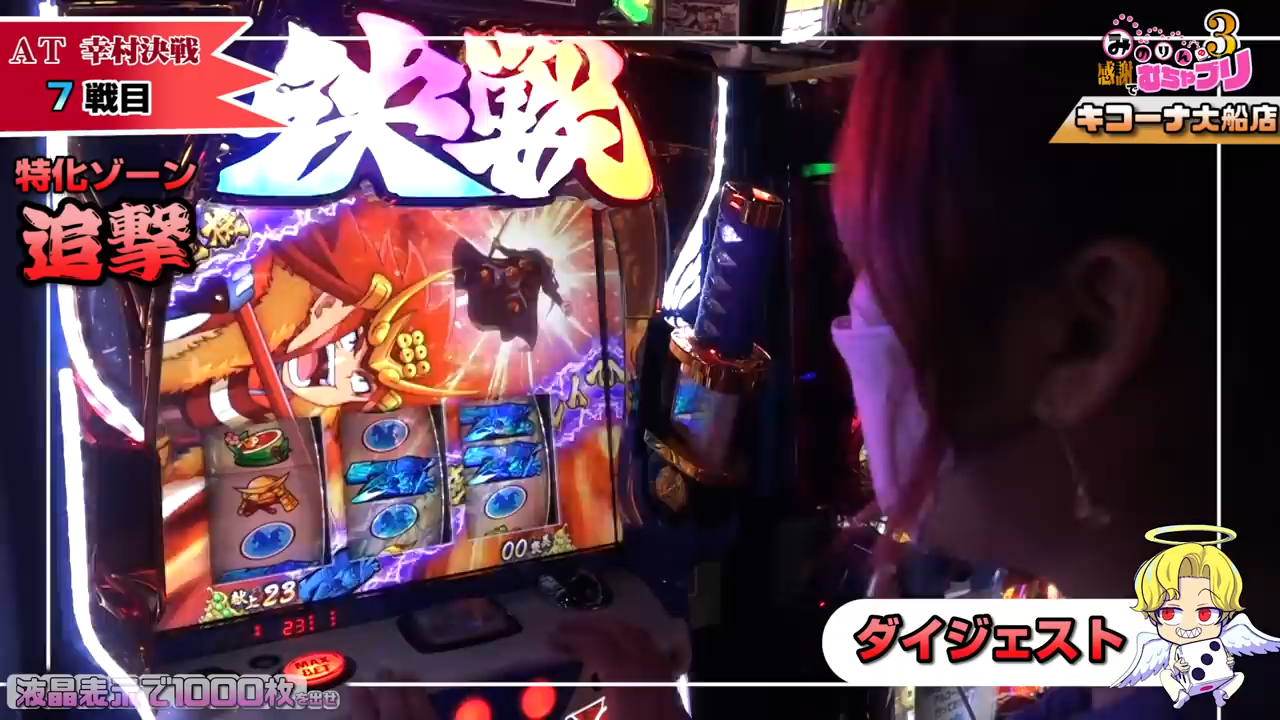 AT 幸村決戦
7戦目
特化ゾーン
追撃
決戦
みのりんの3
感謝でむちゃブリ
キコーナ大船店
00
献上23
MAX BET
ダイジェスト
液晶表示で1000枚を出せ